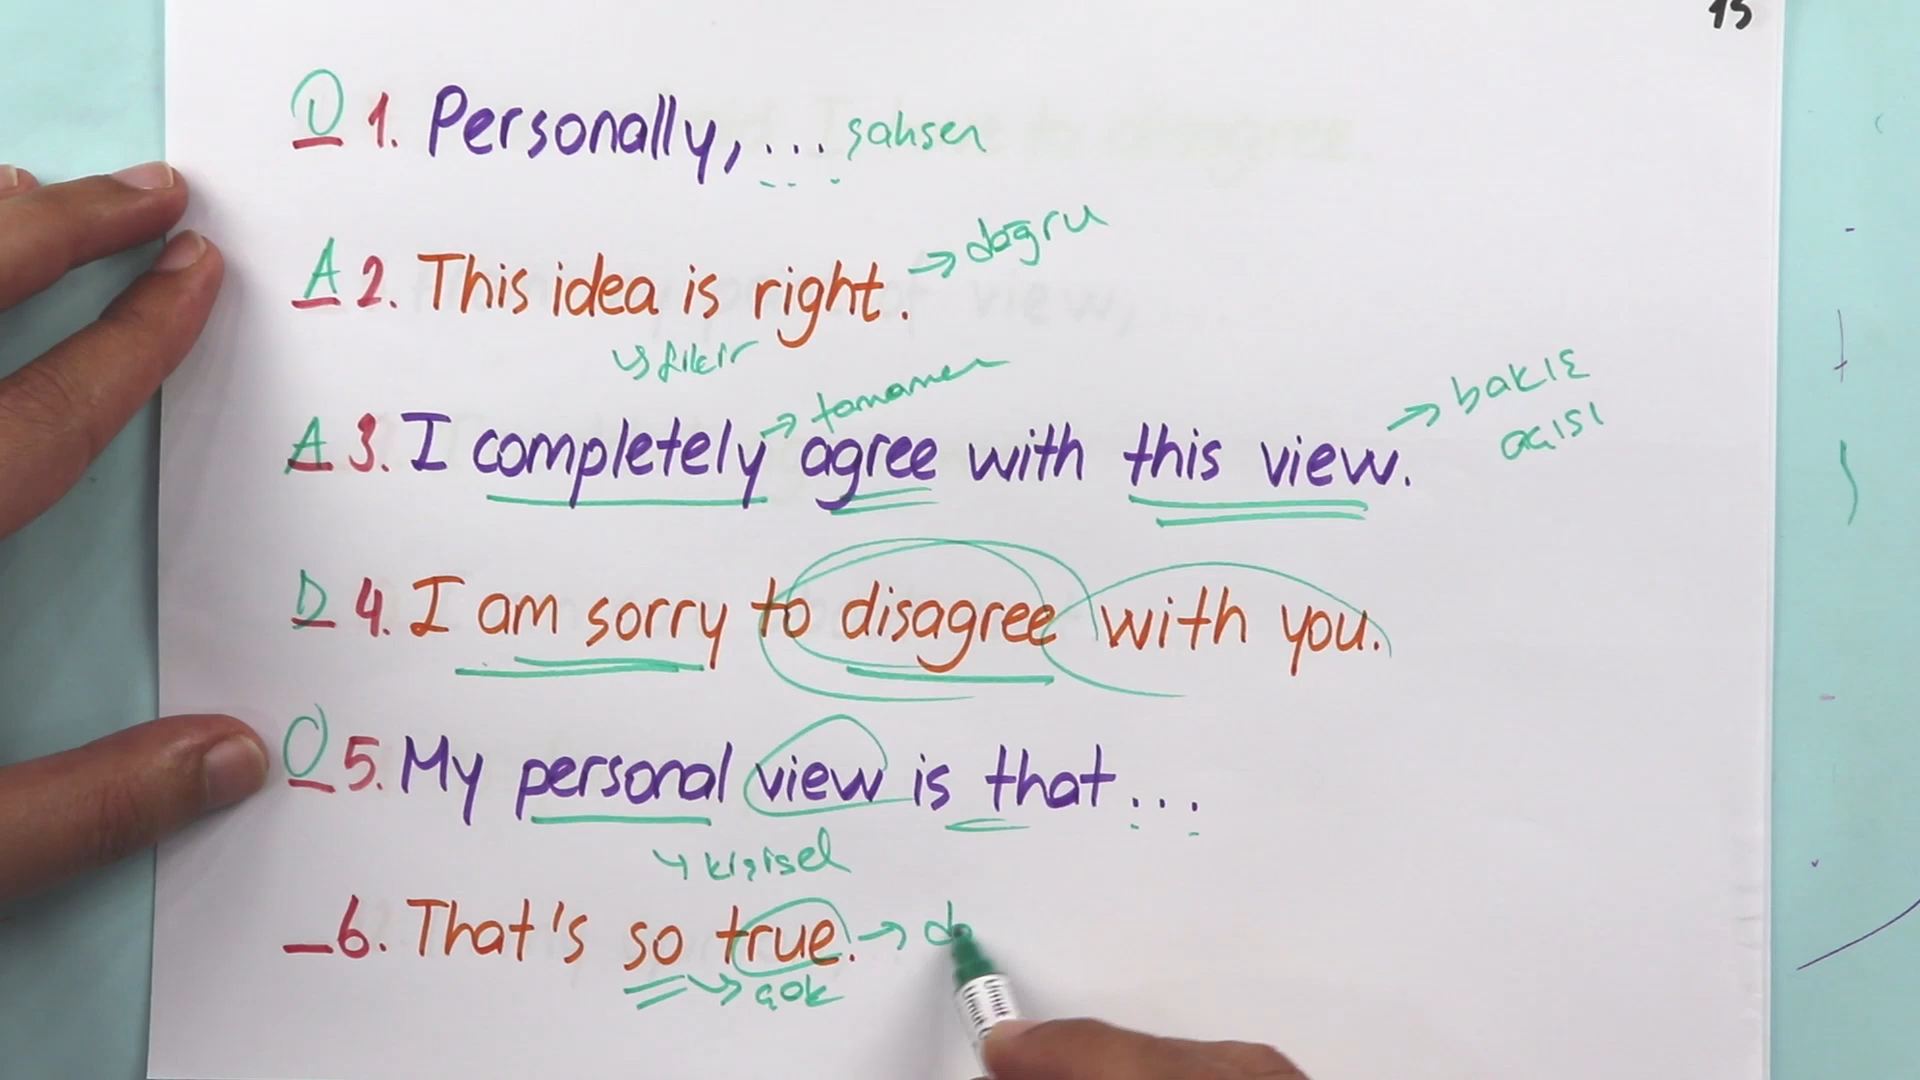 15
O 1. Personally, ... şahsen
A 2. This idea is right. → doğru
↳ fikir
→ tamamen
A 3. I completely agree with this view. → bakış
açısı
D 4. I am sorry to disagree with you.
O 5. My personal view is that ...
↳ kişisel
_6. That's so true. → do
→ çok